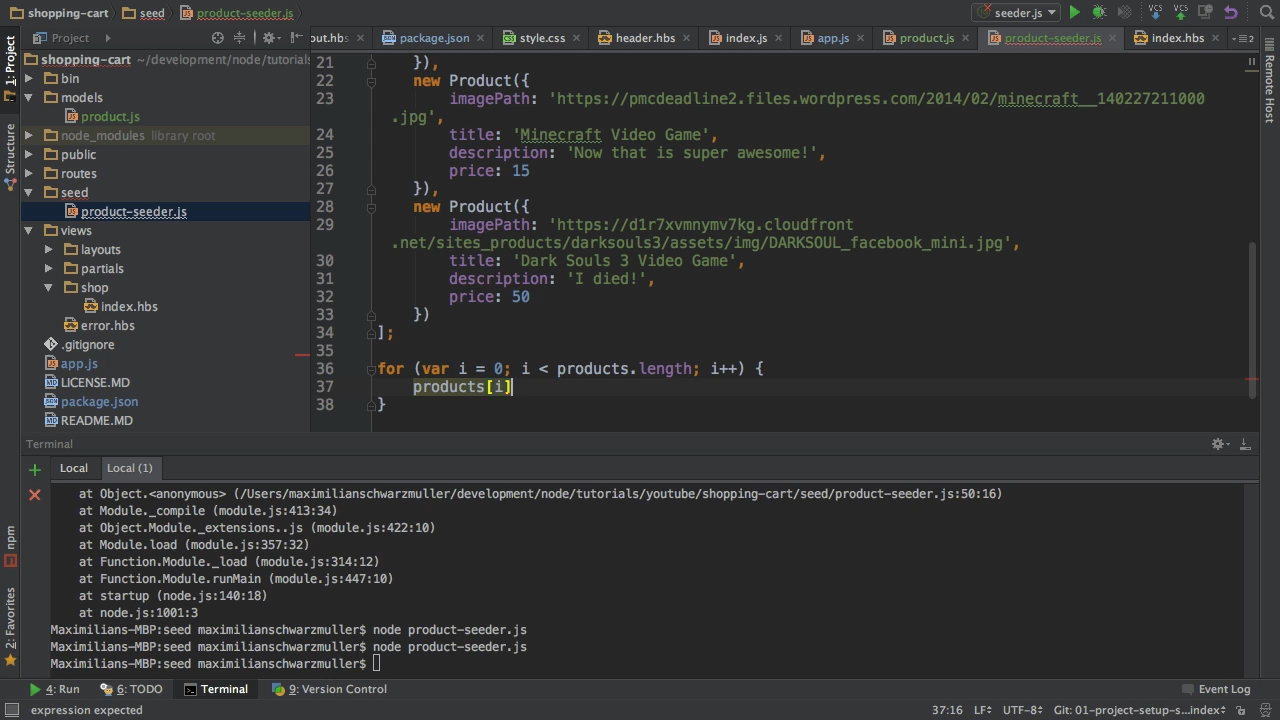 shopping-cart seed product-seeder.js seeder.js VCS VCS
Project out.hbs package.json style.css header.hbs index.js app.js product.js product-seeder.js index.hbs 2
1: Project
Structure
npm
2: Favorites
Remote Host
shopping-cart ~/development/node/tutorials
bin
models
product.js
node_modules library root
public
routes
seed
product-seeder.js
views
layouts
partials
shop
index.hbs
error.hbs
.gitignore
app.js
LICENSE.MD
package.json
README.MD
21 }),
22 new Product({
23 imagePath: 'https://pmcdeadline2.files.wordpress.com/2014/02/minecraft__140227211000
.jpg',
24 title: 'Minecraft Video Game',
25 description: 'Now that is super awesome!',
26 price: 15
27 }),
28 new Product({
29 imagePath: 'https://d1r7xvmnymv7kg.cloudfront
.net/sites_products/darksouls3/assets/img/DARKSOUL_facebook_mini.jpg',
30 title: 'Dark Souls 3 Video Game',
31 description: 'I died!',
32 price: 50
33 })
34 ];
35
36 for (var i = 0; i < products.length; i++) {
37 products[i]
38 }
Terminal
Local Local (1)
at Object.<anonymous> (/Users/maximilianschwarzmuller/development/node/tutorials/youtube/shopping-cart/seed/product-seeder.js:50:16)
at Module._compile (module.js:413:34)
at Object.Module._extensions..js (module.js:422:10)
at Module.load (module.js:357:32)
at Function.Module._load (module.js:314:12)
at Function.Module.runMain (module.js:447:10)
at startup (node.js:140:18)
at node.js:1001:3
Maximilians-MBP:seed maximilianschwarzmuller$ node product-seeder.js
Maximilians-MBP:seed maximilianschwarzmuller$ node product-seeder.js
Maximilians-MBP:seed maximilianschwarzmuller$
4: Run 6: TODO Terminal 9: Version Control Event Log
expression expected 37:16 LF UTF-8 Git: 01-project-setup-s...index